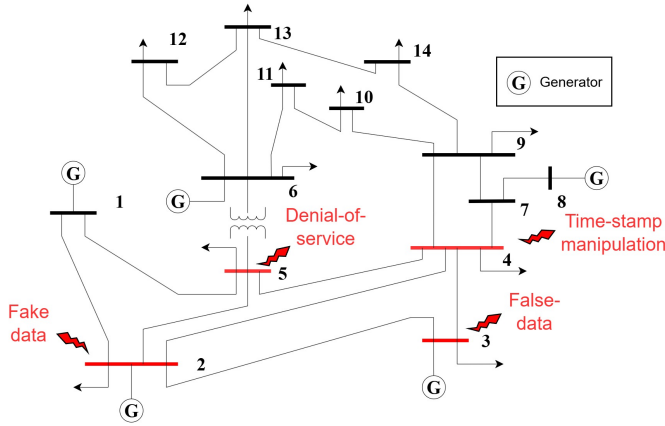 13
12
14
11
10
G Generator
9
G
6
G
7
8
G
1
Denial-of-
service
Time-stamp
manipulation
5
4
Fake
data
False-
data
2
3
G
G